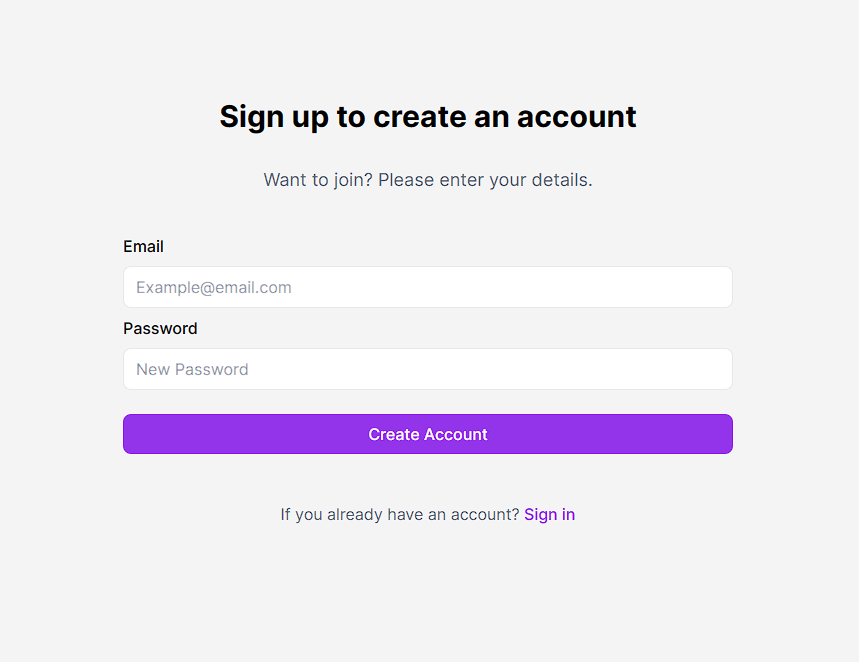 Sign up to create an account
Want to join? Please enter your details.
Email
Example@email.com
Password
New Password
Create Account
If you already have an account? Sign in